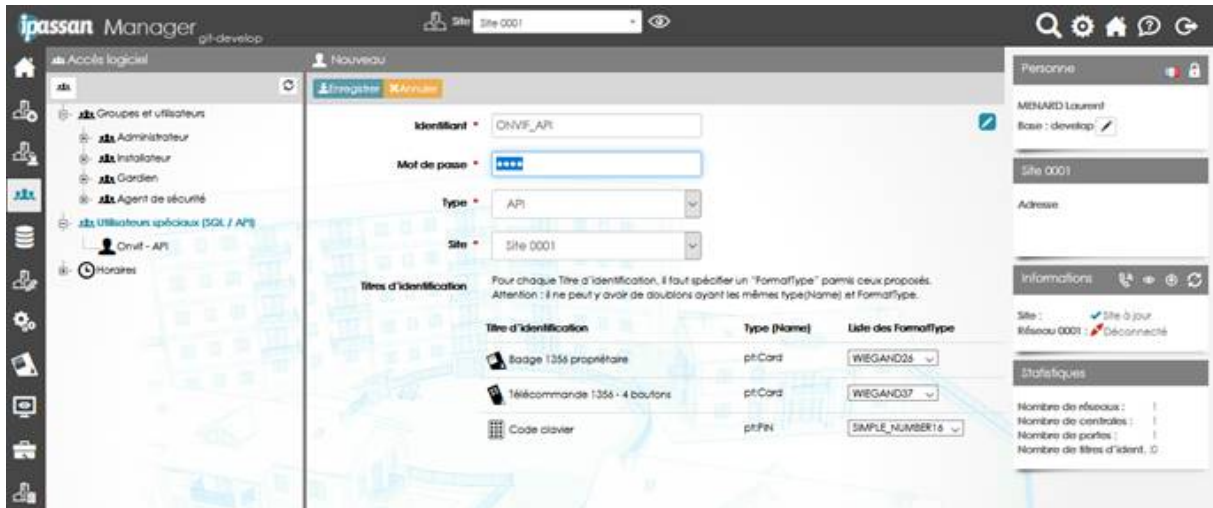 ipassan Manager git-develop
Site Site 0001
Accès logiciel
Groupes et utilisateurs
Administrateur
Installateur
Gardien
Agent de sécurité
Utilisateurs spéciaux (SQL / API)
Onvif - API
Horaires
Nouveau
Enregistrer Annuler
Identifiant * ONVIF_API
Mot de passe * ••••
Type * API
Site * Site 0001
Titres d'identification
Pour chaque Titre d'identification, il faut spécifier un "FormatType" parmis ceux proposés.
Attention : il ne peut y avoir de doublons ayant les mêmes type(Name) et FormatType.
Titre d'identification Type (Name) Liste des FormatType
Badge 1356 propriétaire pt:Card WIEGAND26
Télécommande 1356 - 4 boutons pt:Card WIEGAND37
Code clavier pt:PIN SIMPLE_NUMBER16
Personne
MENARD Laurent
Base : develop
Site 0001
Adresse
Informations
Site : Site à jour
Réseau 0001 : Déconnecté
Statistiques
Nombre de réseaux : 1
Nombre de centrales : 1
Nombre de portes : 1
Nombre de titres d'ident. :0